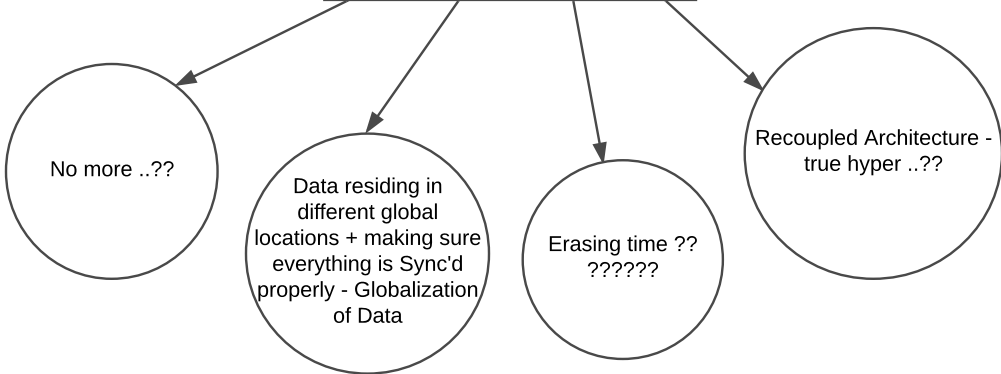 No more ..??
Data residing in
different global
locations + making sure
everything is Sync'd
properly - Globalization
of Data
Erasing time ??
??????
Recoupled Architecture -
true hyper ..??